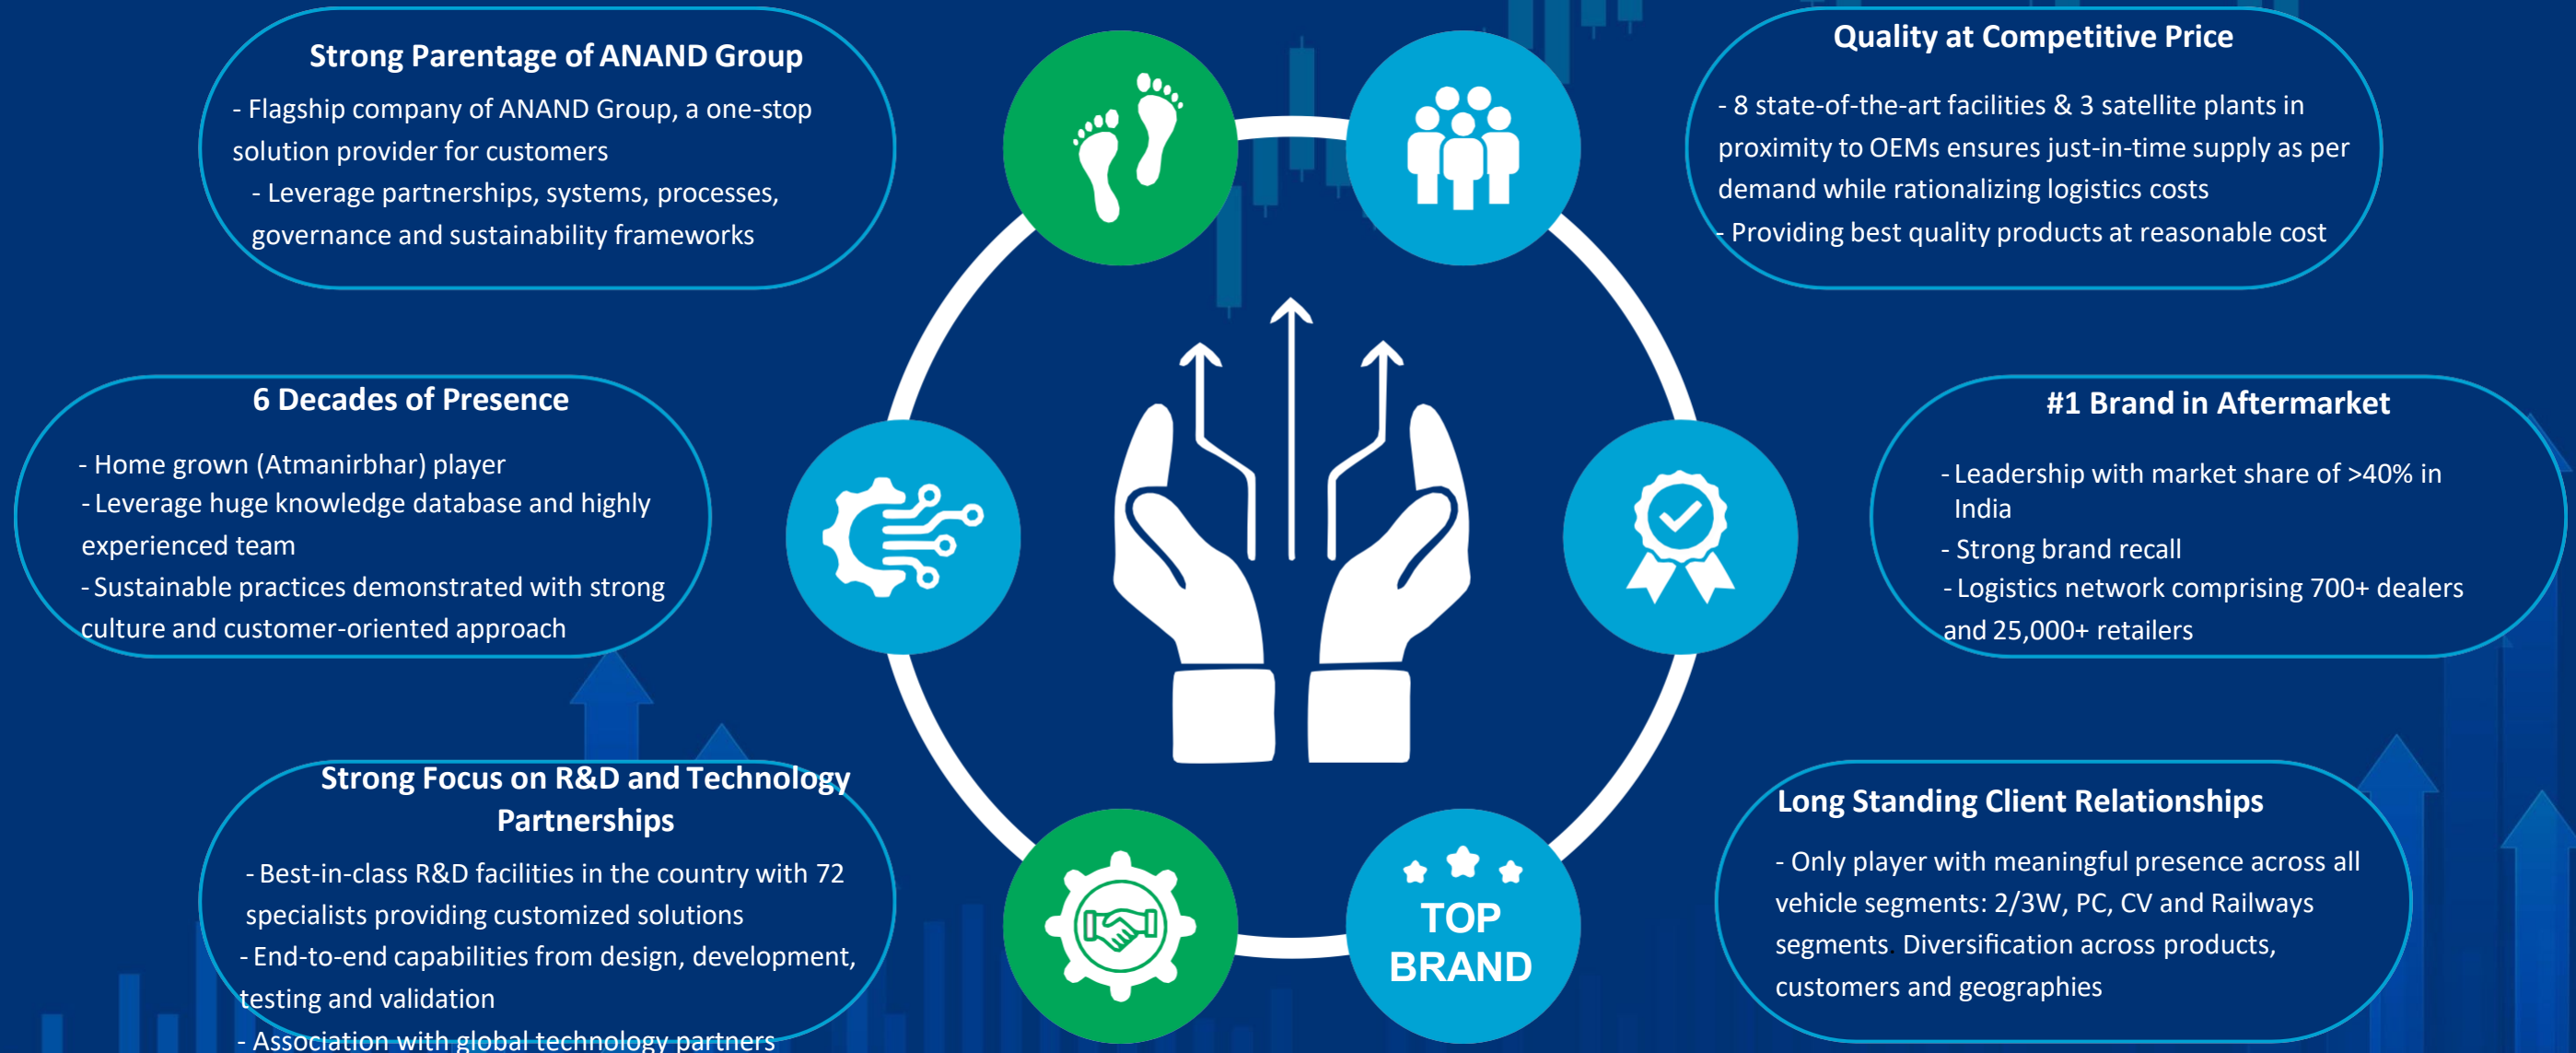 Strong Parentage of ANAND Group
- Flagship company of ANAND Group, a one-stop
solution provider for customers
- Leverage partnerships, systems, processes,
governance and sustainability frameworks
Quality at Competitive Price
- 8 state-of-the-art facilities & 3 satellite plants in
proximity to OEMs ensures just-in-time supply as per
demand while rationalizing logistics costs
- Providing best quality products at reasonable cost
6 Decades of Presence
- Home grown (Atmanirbhar) player
- Leverage huge knowledge database and highly
experienced team
- Sustainable practices demonstrated with strong
culture and customer-oriented approach
#1 Brand in Aftermarket
- Leadership with market share of >40% in
India
- Strong brand recall
- Logistics network comprising 700+ dealers
and 25,000+ retailers
Strong Focus on R&D and Technology
Partnerships
- Best-in-class R&D facilities in the country with 72
specialists providing customized solutions
- End-to-end capabilities from design, development,
testing and validation
- Association with global technology partners
TOP
BRAND
Long Standing Client Relationships
- Only player with meaningful presence across all
vehicle segments: 2/3W, PC, CV and Railways
segments. Diversification across products,
customers and geographies